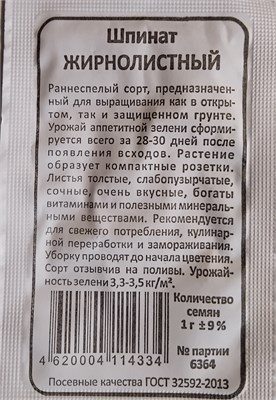 Шпинат
ЖИРНОЛИСТНЫЙ
Раннеспелый сорт, предназначен-
ный для выращивания как в откры-
том, так и защищенном грунте.
Урожай аппетитной зелени сформи-
руется всего за 28-30 дней после
появления всходов. Растение
образует компактные розетки.
Листья толстые, слабопузырчатые,
сочные, очень вкусные, богаты
витаминами и полезными минераль-
ными веществами. Рекомендуется
для свежего потребления, кулинар-
ной переработки и замораживания.
Уборку проводят до начала цветения.
Сорт отзывчив на поливы. Урожай-
ность зелени 3,3-3,5 кг/м².
Количество
семян
1 г ± 9%
№ партии
6364
4 620004 114334
Посевные качества ГОСТ 32592-2013